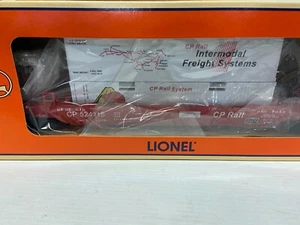 CP Rail
Intermodal
Freight Systems
CP Rail System
CP 524115
CP Rail
LIONEL